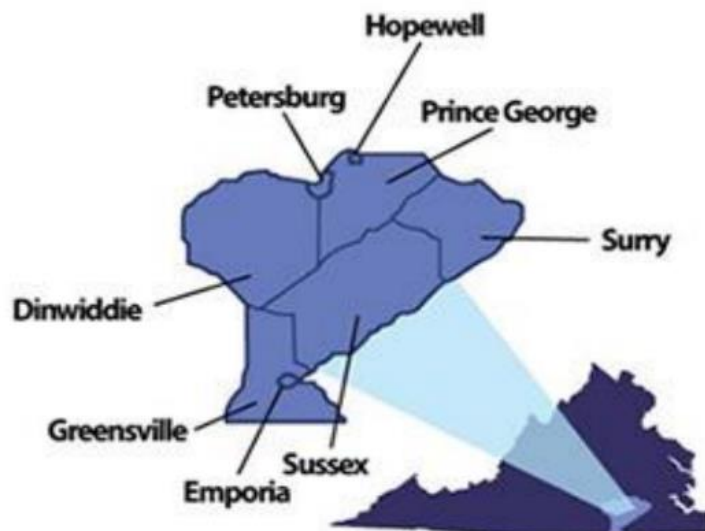 Hopewell
Petersburg
Prince George
Surry
Dinwiddie
Greensville
Sussex
Emporia